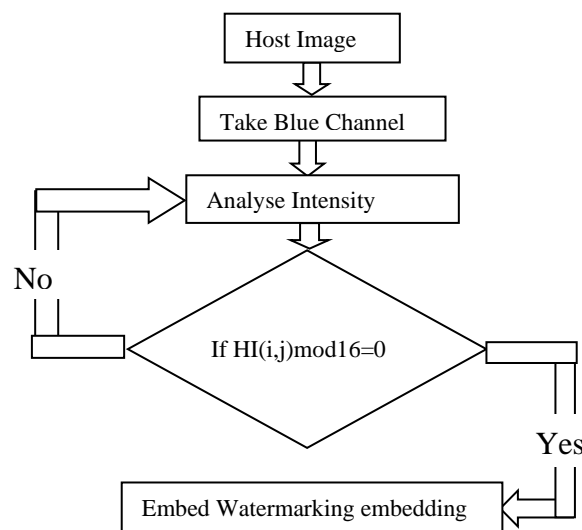 Host Image
Take Blue Channel
Analyse Intensity
No
If HI(i,j)mod16=0
Yes
Embed Watermarking embedding